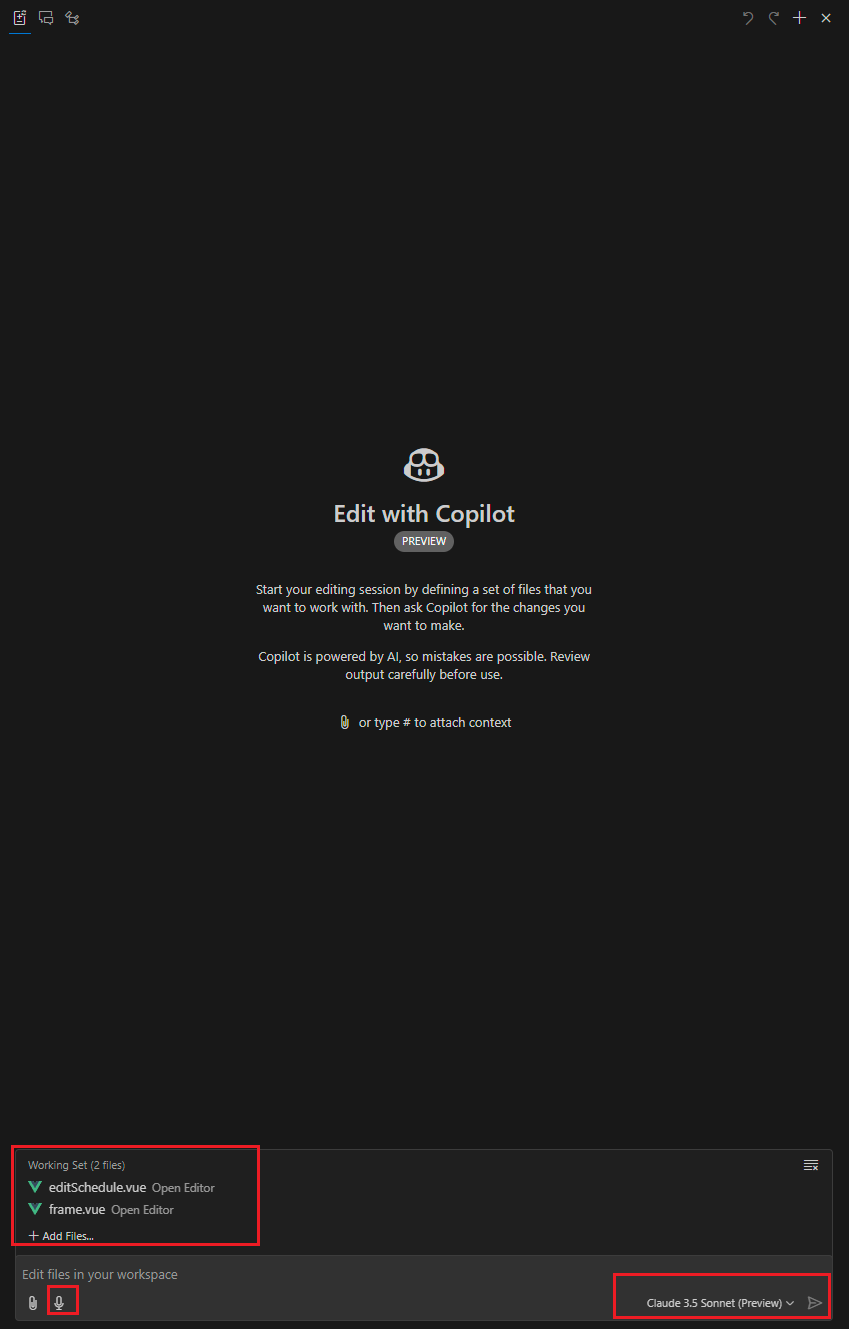 Edit with Copilot
PREVIEW
Start your editing session by defining a set of files that you
want to work with. Then ask Copilot for the changes you
want to make.
Copilot is powered by AI, so mistakes are possible. Review
output carefully before use.
or type # to attach context
Working Set (2 files)
editSchedule.vue Open Editor
frame.vue Open Editor
+ Add Files...
Edit files in your workspace
Claude 3.5 Sonnet (Preview)